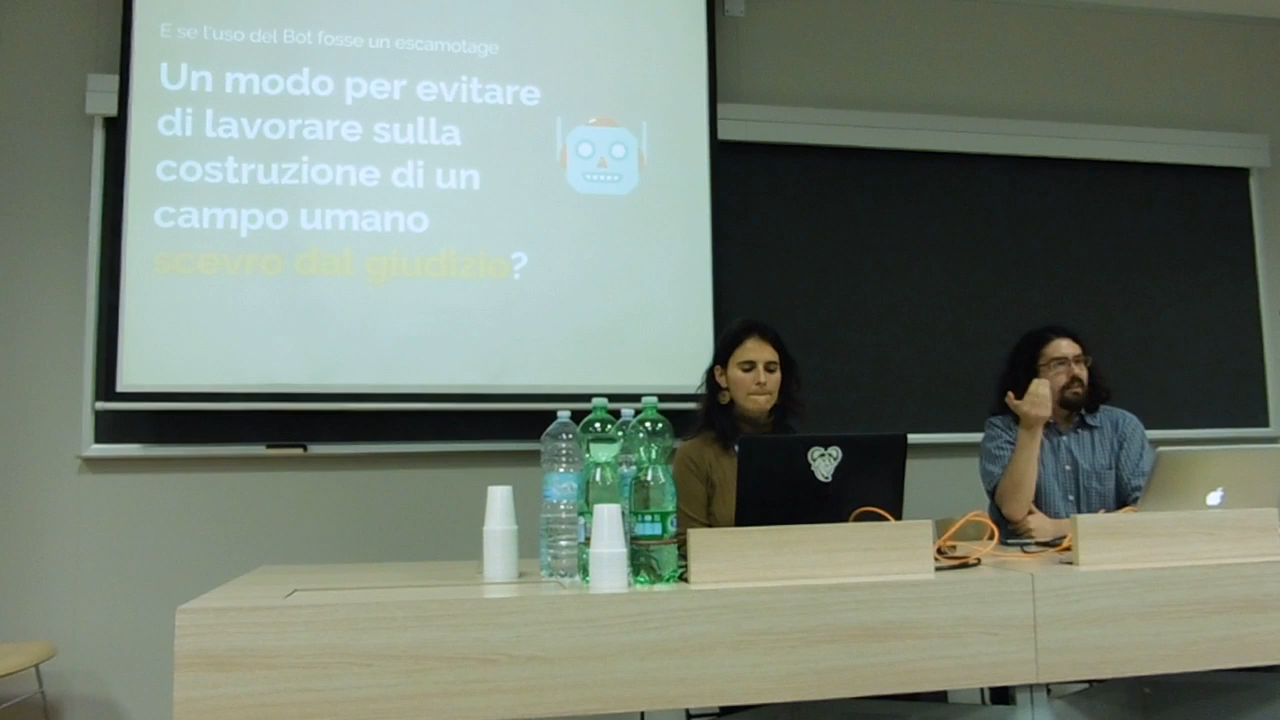 E se l'uso del Bot fosse un escamotage
Un modo per evitare
di lavorare sulla
costruzione di un
campo umano
scevro dal giudizio?